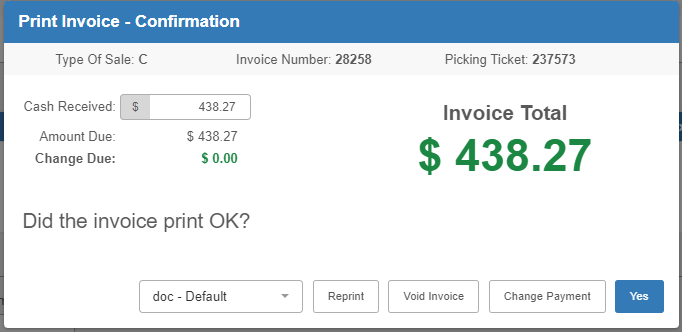 Print Invoice - Confirmation
Type Of Sale: C Invoice Number: 28258 Picking Ticket: 237573
Cash Received: $ 438.27
Amount Due: $ 438.27
Change Due: $ 0.00
Invoice Total
$ 438.27
Did the invoice print OK?
doc - Default Reprint Void Invoice Change Payment Yes